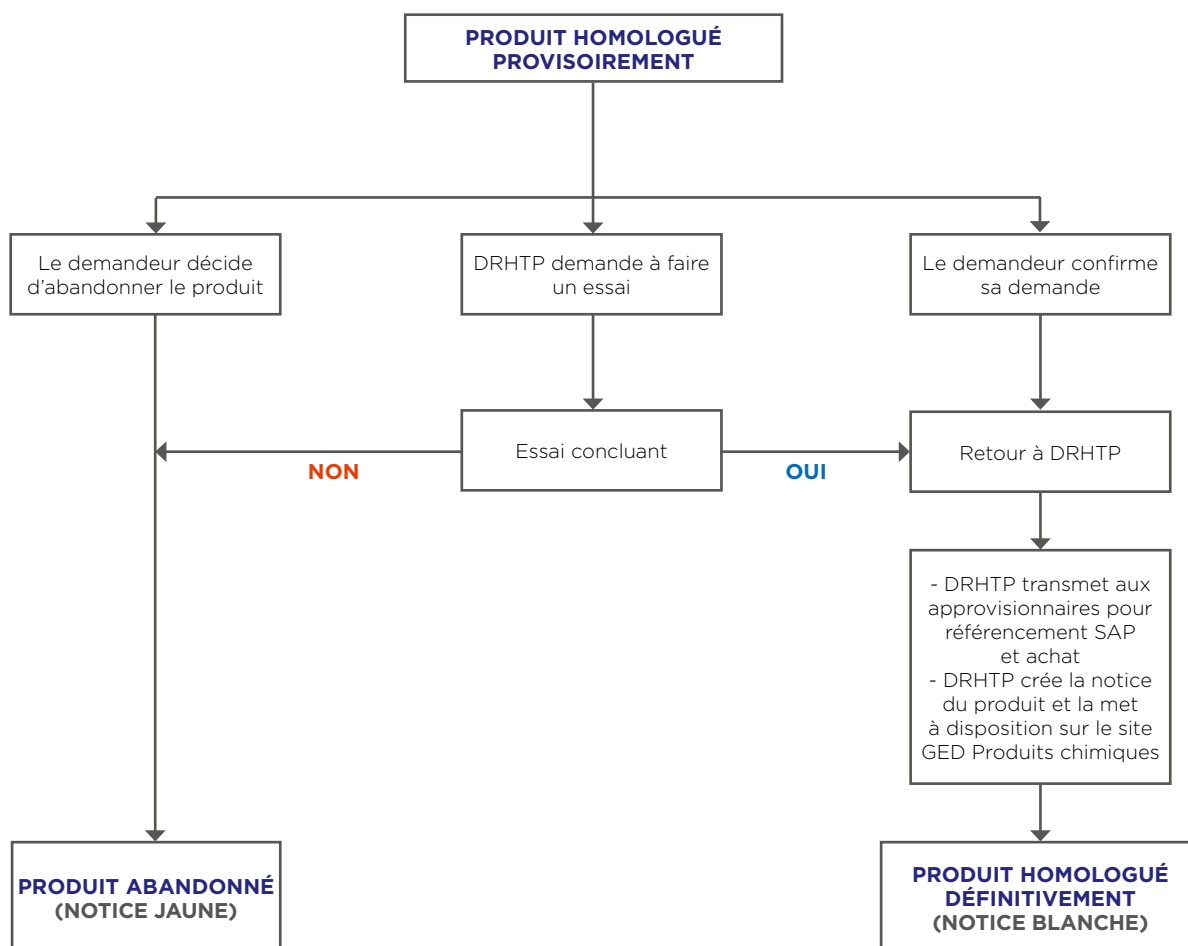 PRODUIT HOMOLOGUÉ
PROVISOIREMENT
Le demandeur décide
d'abandonner le produit
DRHTP demande à faire
un essai
Le demandeur confirme
sa demande
Essai concluant
NON
OUI
Retour à DRHTP
- DRHTP transmet aux
approvisionnaires pour
référencement SAP
et achat
- DRHTP crée la notice
du produit et la met
à disposition sur le site
GED Produits chimiques
PRODUIT ABANDONNÉ
(NOTICE JAUNE)
PRODUIT HOMOLOGUÉ
DÉFINITIVEMENT
(NOTICE BLANCHE)